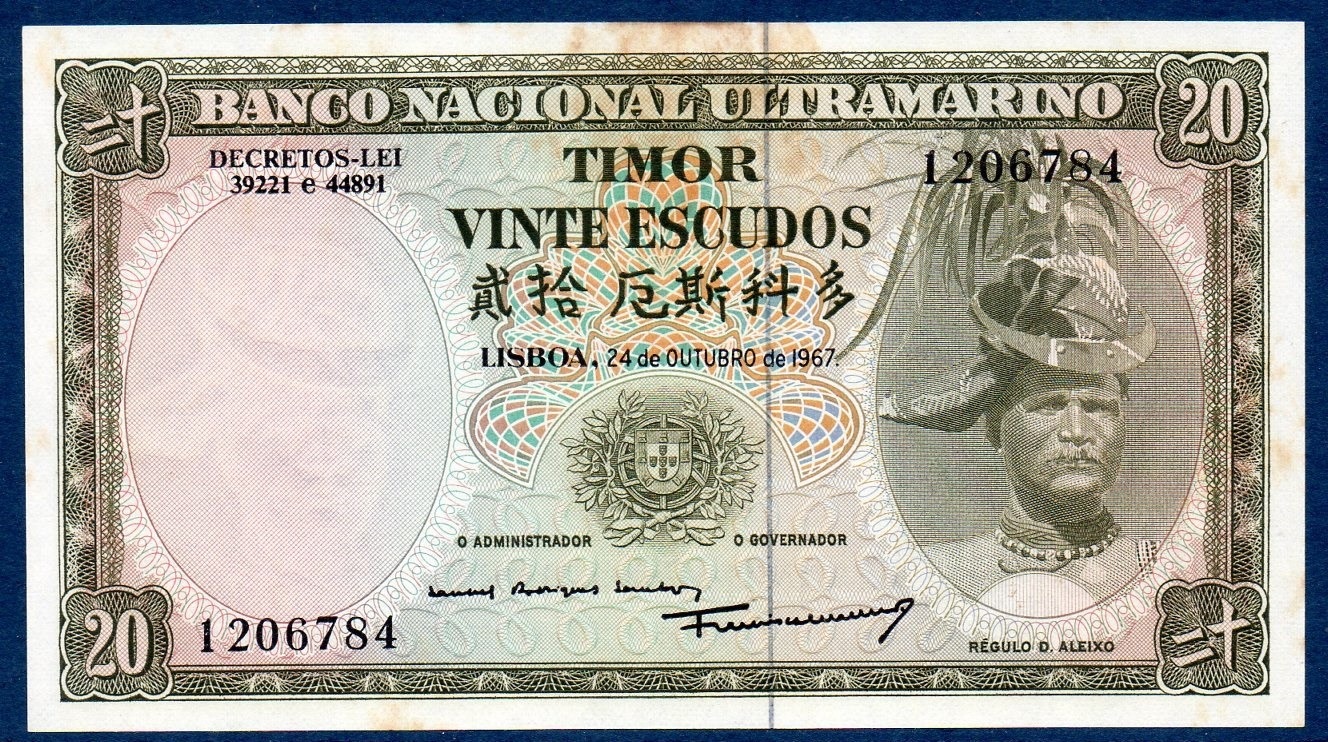 二十
BANCO NACIONAL ULTRAMARINO
20
DECRETOS-LEI
39221 e 44891
TIMOR
1206784
VINTE ESCUDOS
貳拾 厄斯科多
LISBOA, 24 de OUTUBRO de 1967.
O ADMINISTRADOR
O GOVERNADOR
20
1206784
RÉGULO D. ALEIXO
二十